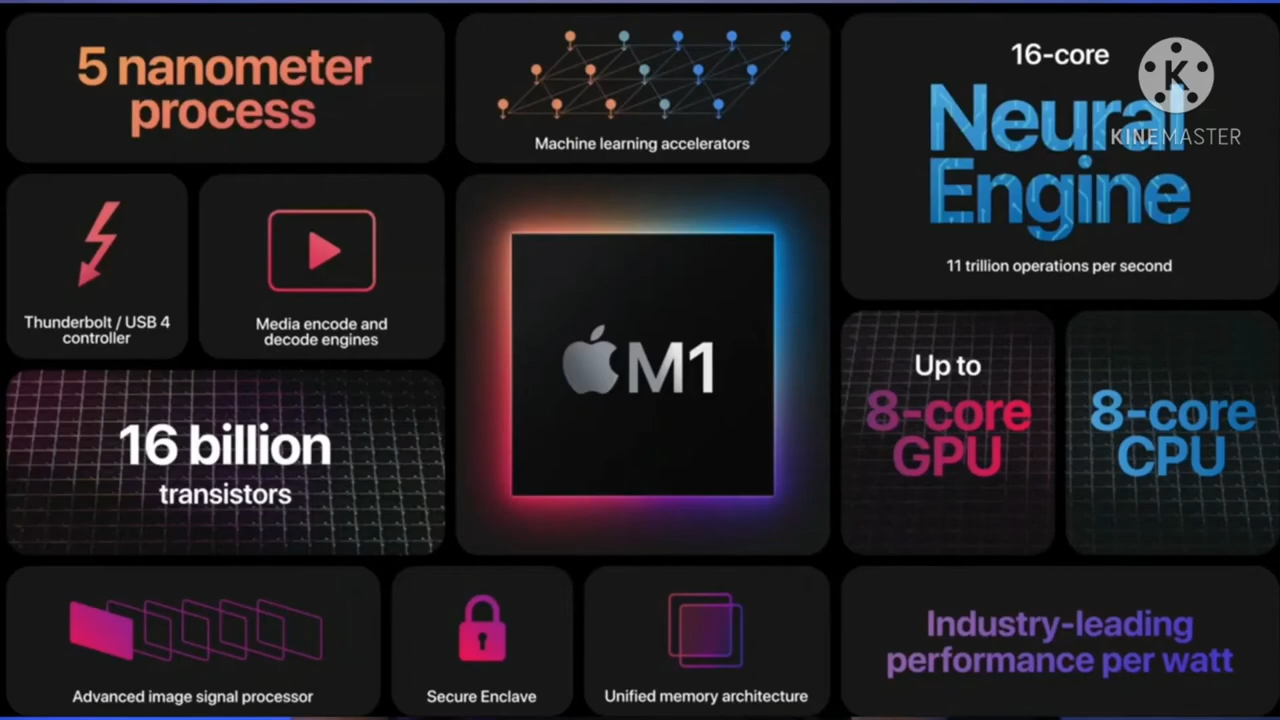 5 nanometer
process
Machine learning accelerators
16-core
Neural
Engine
11 trillion operations per second
K
KINEMASTER
Thunderbolt / USB 4
controller
Media encode and
decode engines
M1
Up to
8-core
GPU
8-core
CPU
16 billion
transistors
Advanced image signal processor
Secure Enclave
Unified memory architecture
Industry-leading
performance per watt